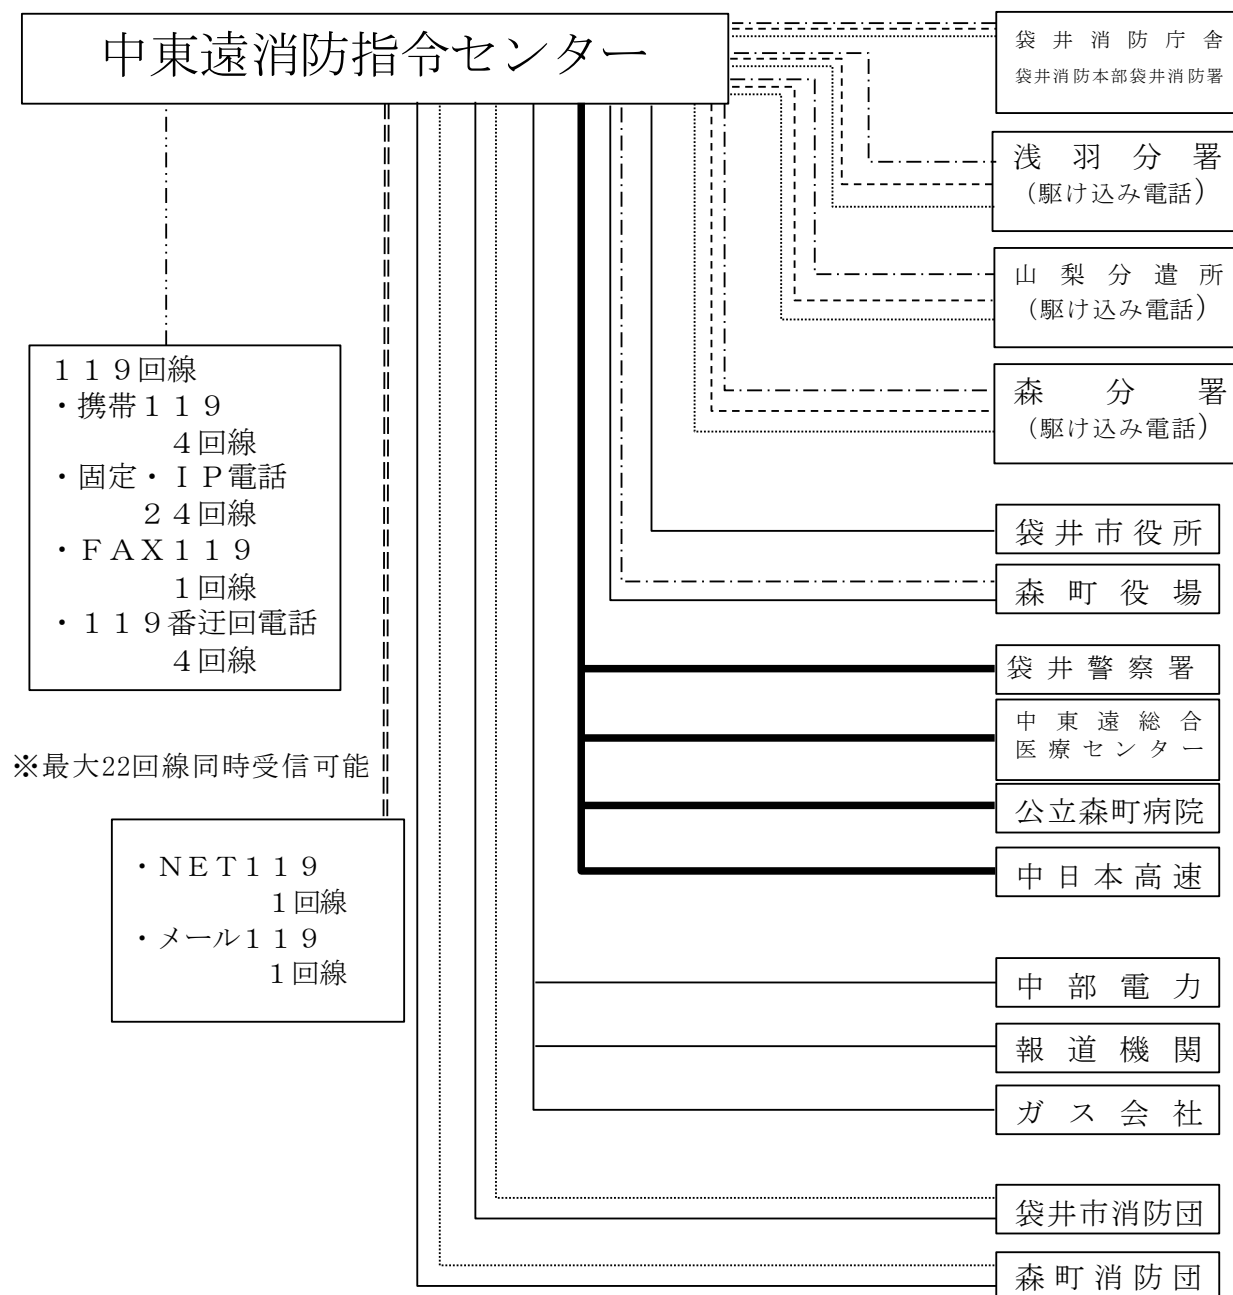 中東遠消防指令センター
袋井消防庁舎
袋井消防本部袋井消防署
浅羽分署
（駆け込み電話）
山梨分遣所
（駆け込み電話）
森分署
（駆け込み電話）
１１９回線
・携帯１１９
４回線
・固定・ＩＰ電話
２４回線
・ＦＡＸ１１９
１回線
・１１９番迂回電話
４回線
※最大22回線同時受信可能
・ＮＥＴ１１９
１回線
・メール１１９
１回線
袋井市役所
森町役場
袋井警察署
中東遠総合
医療センター
公立森町病院
中日本高速
中部電力
報道機関
ガス会社
袋井市消防団
森町消防団